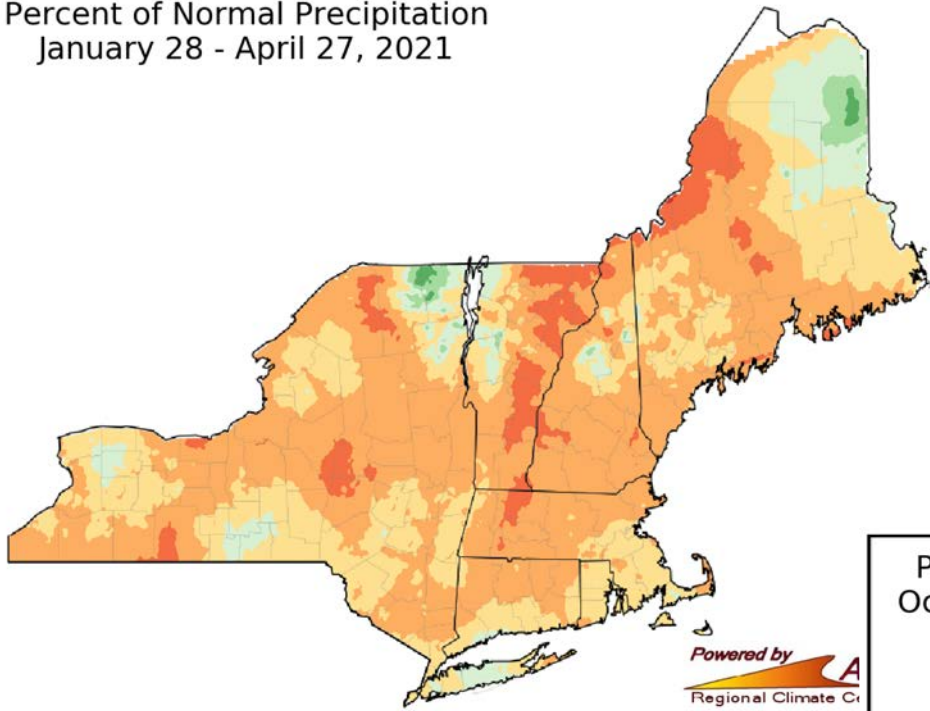 Percent of Normal Precipitation
January 28 - April 27, 2021
Powered by
Regional Climate